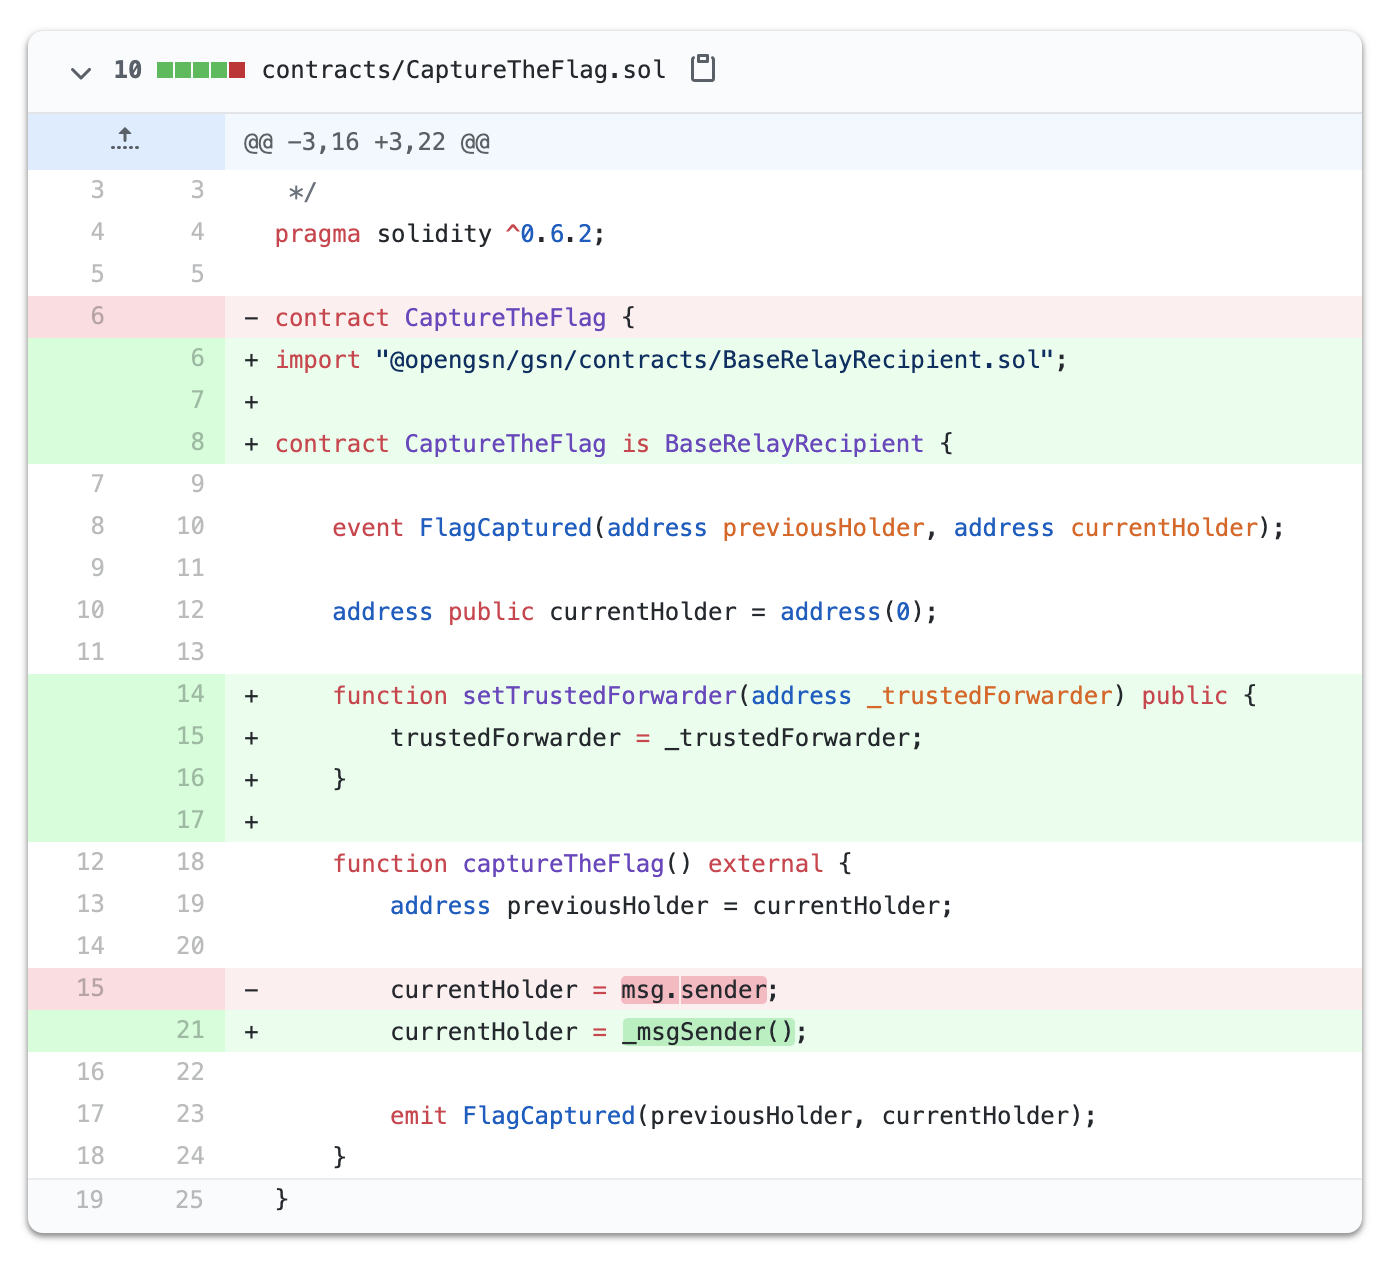 10 contracts/CaptureTheFlag.sol
@@ −3,16 +3,22 @@
3 3 */
4 4 pragma solidity ^0.6.2;
5 5
6 − contract CaptureTheFlag {
6 + import "@opengsn/gsn/contracts/BaseRelayRecipient.sol";
7 +
8 + contract CaptureTheFlag is BaseRelayRecipient {
7 9
8 10 event FlagCaptured(address previousHolder, address currentHolder);
9 11
10 12 address public currentHolder = address(0);
11 13
14 + function setTrustedForwarder(address _trustedForwarder) public {
15 + trustedForwarder = _trustedForwarder;
16 + }
17 +
12 18 function captureTheFlag() external {
13 19 address previousHolder = currentHolder;
14 20
15 − currentHolder = msg.sender;
21 + currentHolder = _msgSender();
16 22
17 23 emit FlagCaptured(previousHolder, currentHolder);
18 24 }
19 25 }